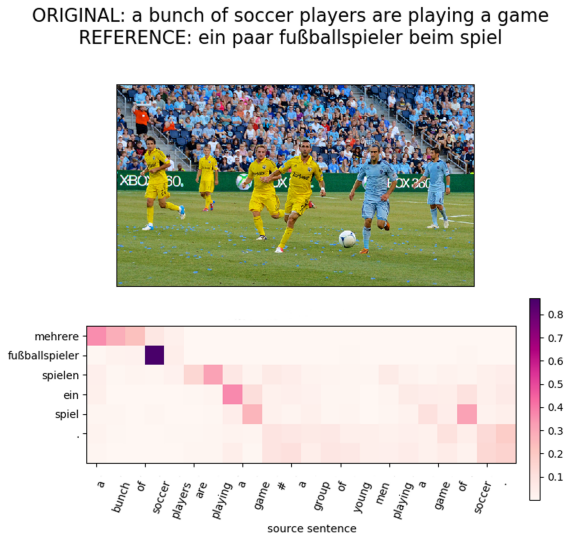 ORIGINAL: a bunch of soccer players are playing a game
REFERENCE: ein paar fußballspieler beim spiel
XBOX 360.
XBOX 360
mehrere
fußballspieler
spielen
ein
spiel
.
0.8
0.7
0.6
0.5
0.4
0.3
0.2
0.1
a bunch of soccer players are playing a game # a group of young men playing a game of soccer .
source sentence